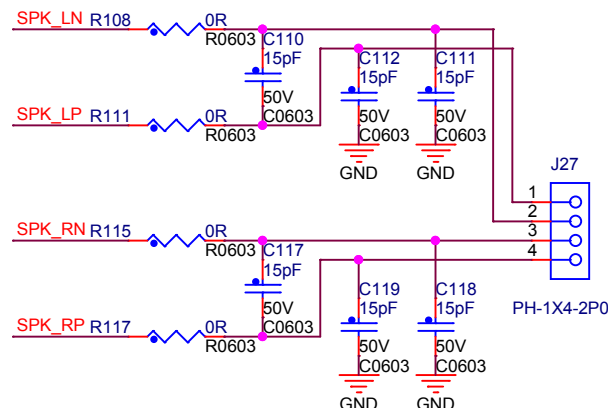 SPK_LN R108 0R
R0603
C110
15pF
50V
C0603
C112
15pF
50V
C0603
GND
C111
15pF
50V
C0603
GND
SPK_LP R111 0R
R0603
J27
1
2
3
4
PH-1X4-2P0
SPK_RN R115 0R
R0603
C117
15pF
50V
C0603
C119
15pF
50V
C0603
GND
C118
15pF
50V
C0603
GND
SPK_RP R117 0R
R0603